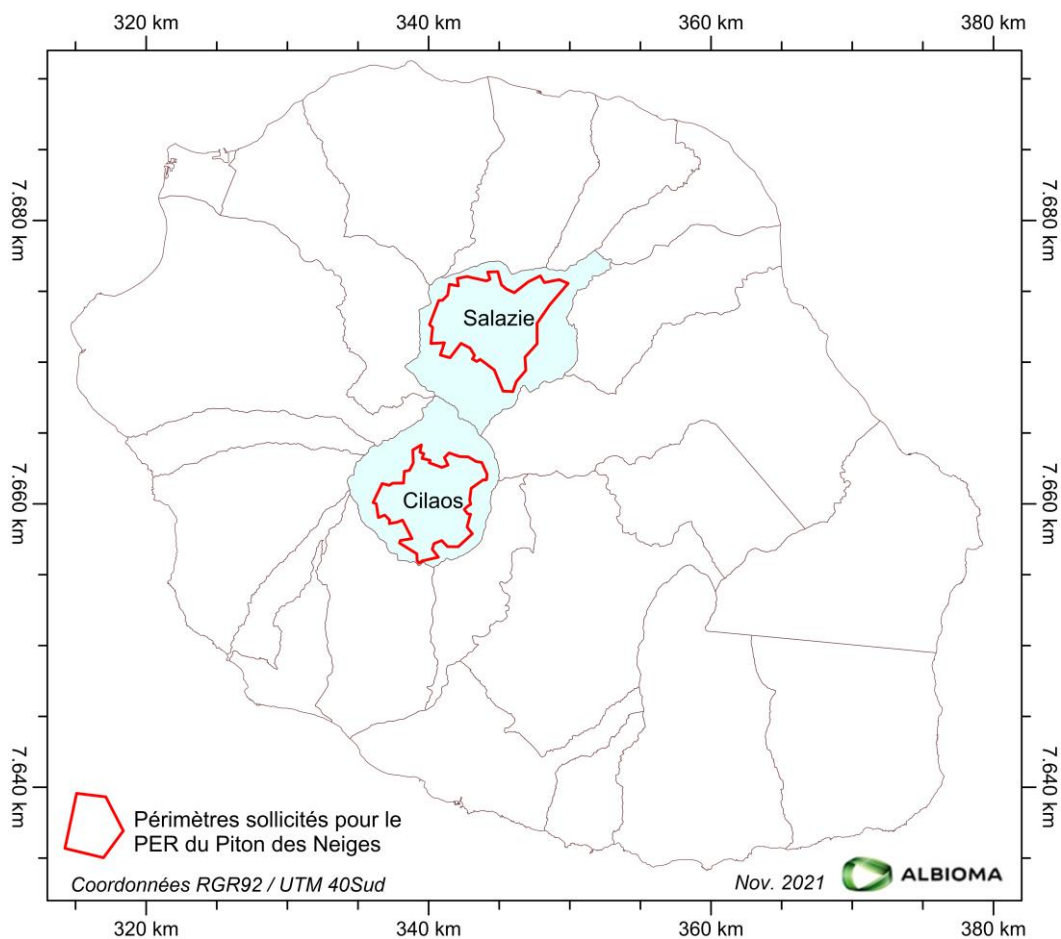 320 km
340 km
360 km
380 km
7.680 km
7.680 km
Salazie
7.660 km
Cilaos
7.660 km
7.640 km
7.640 km
Périmètres sollicités pour le
PER du Piton des Neiges
Coordonnées RGR92 / UTM 40Sud
Nov. 2021
ALBIOMA
320 km
340 km
360 km
380 km